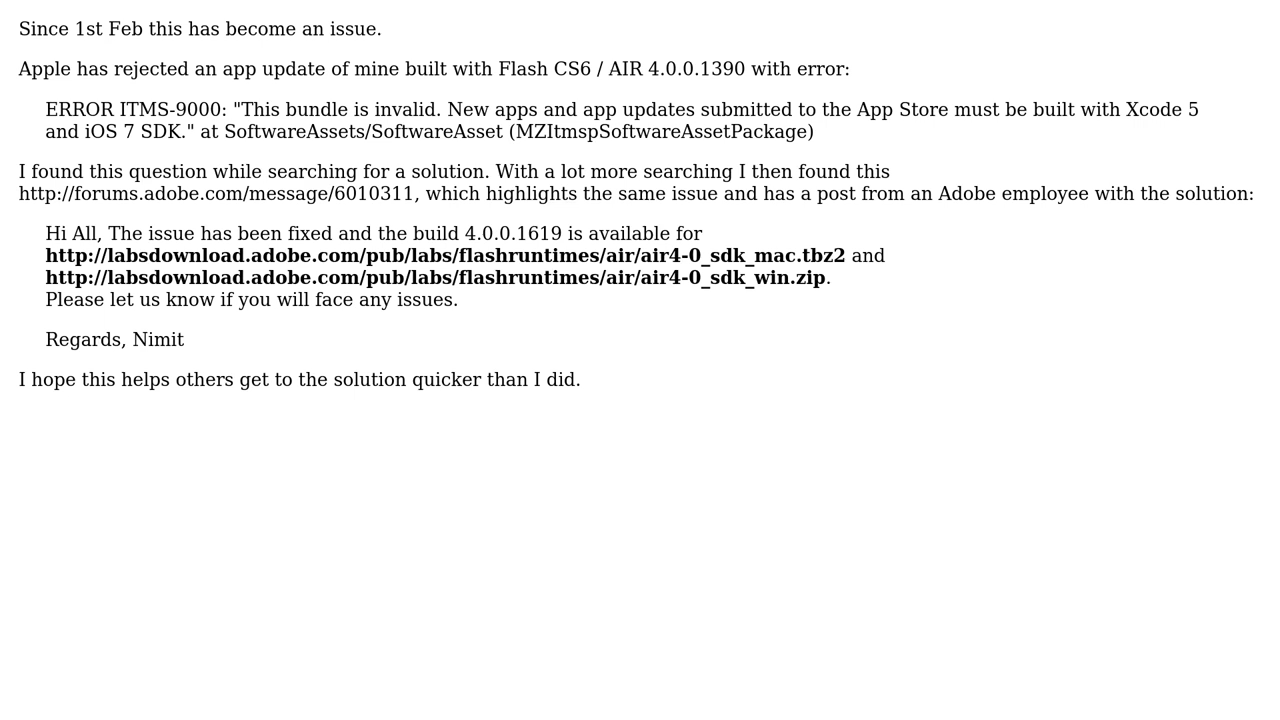 Since 1st Feb this has become an issue.
Apple has rejected an app update of mine built with Flash CS6 / AIR 4.0.0.1390 with error:
ERROR ITMS-9000: "This bundle is invalid. New apps and app updates submitted to the App Store must be built with Xcode 5
and iOS 7 SDK." at SoftwareAssets/SoftwareAsset (MZItmspSoftwareAssetPackage)
I found this question while searching for a solution. With a lot more searching I then found this
http://forums.adobe.com/message/6010311, which highlights the same issue and has a post from an Adobe employee with the solution:
Hi All, The issue has been fixed and the build 4.0.0.1619 is available for
http://labsdownload.adobe.com/pub/labs/flashruntimes/air/air4-0_sdk_mac.tbz2 and
http://labsdownload.adobe.com/pub/labs/flashruntimes/air/air4-0_sdk_win.zip.
Please let us know if you will face any issues.
Regards, Nimit
I hope this helps others get to the solution quicker than I did.